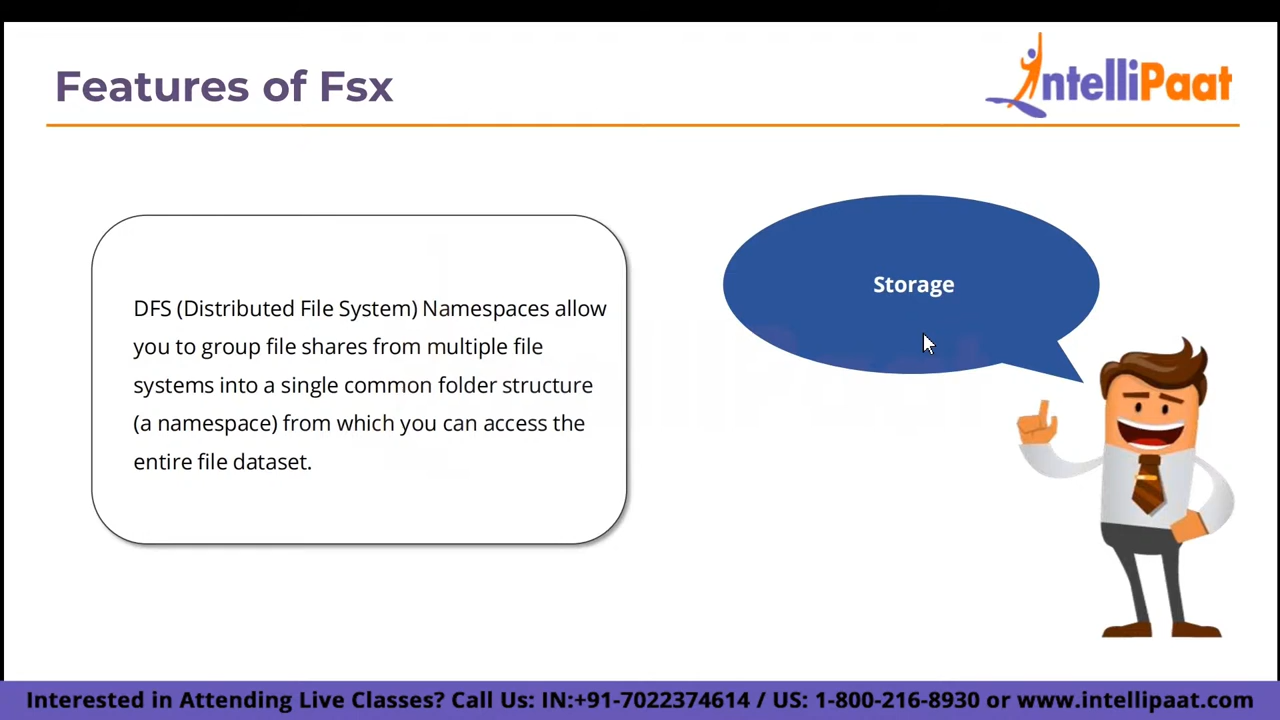 Features of Fsx
IntelliPaat
DFS (Distributed File System) Namespaces allow
you to group file shares from multiple file
systems into a single common folder structure
(a namespace) from which you can access the
entire file dataset.
Storage
Interested in Attending Live Classes? Call Us: IN:+91-7022374614 / US: 1-800-216-8930 or www.intellipaat.com